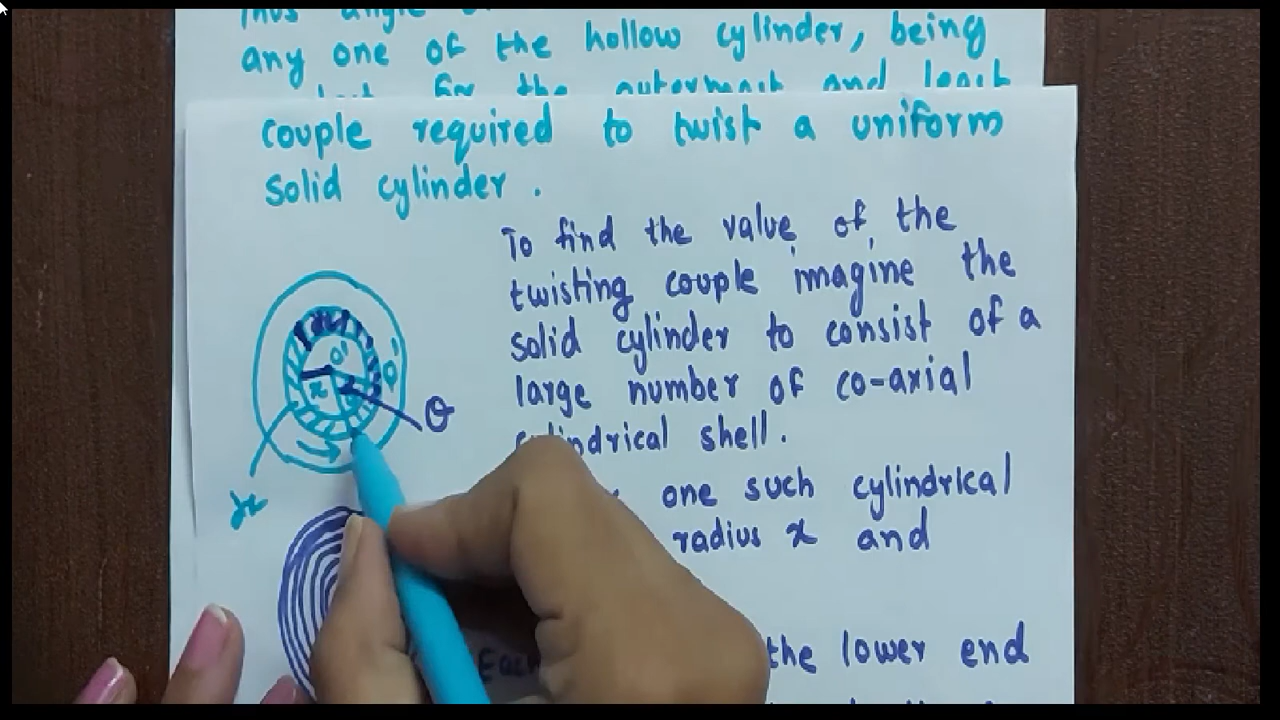 any one of the hollow cylinder, being
couple required to twist a uniform
solid cylinder.
To find the value of the
twisting couple imagine the
solid cylinder to consist of a
large number of co-axial
cylindrical shell.
one such cylindrical
radius x and
the lower end
O
x
θ